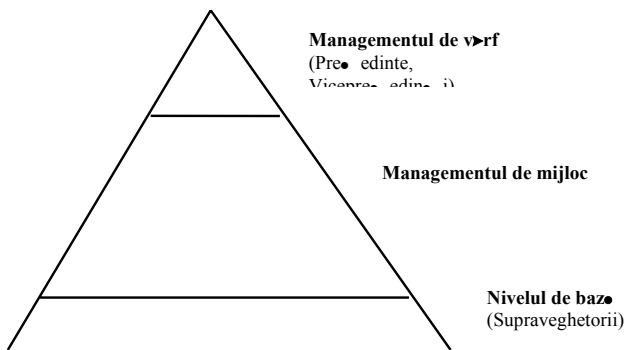 Managementul de v➤rf
(Pre● edinte,
Vicepre● edin● i)
Managementul de mijloc
Nivelul de baz●
(Supraveghetorii)